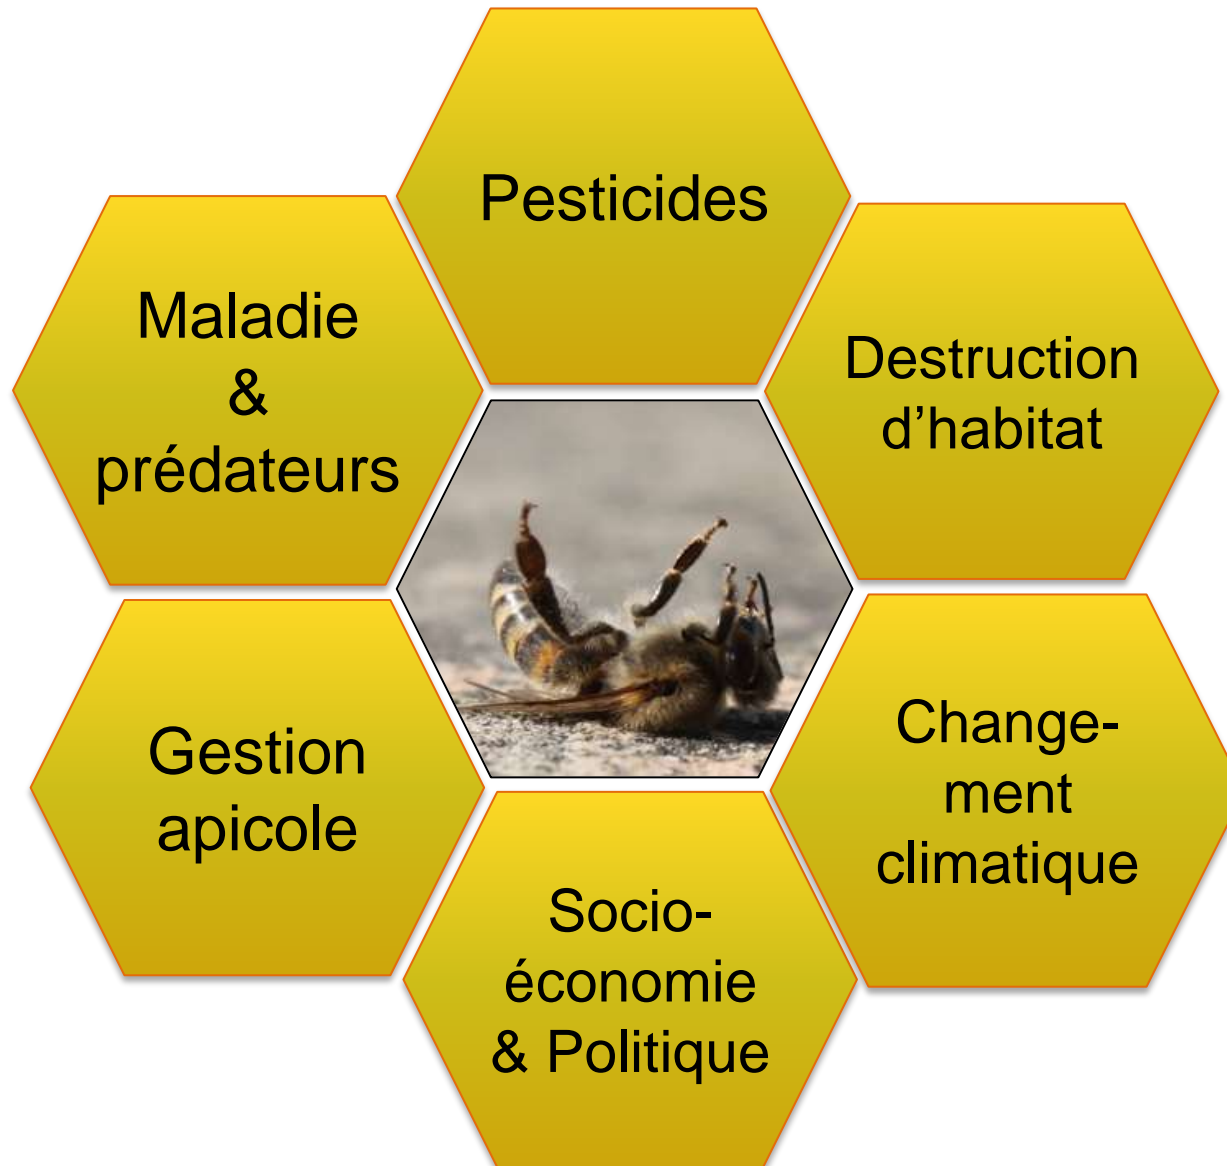 Pesticides
Maladie
&
prédateurs
Destruction
d’habitat
Gestion
apicole
Change-
ment
climatique
Socio-
économie
& Politique